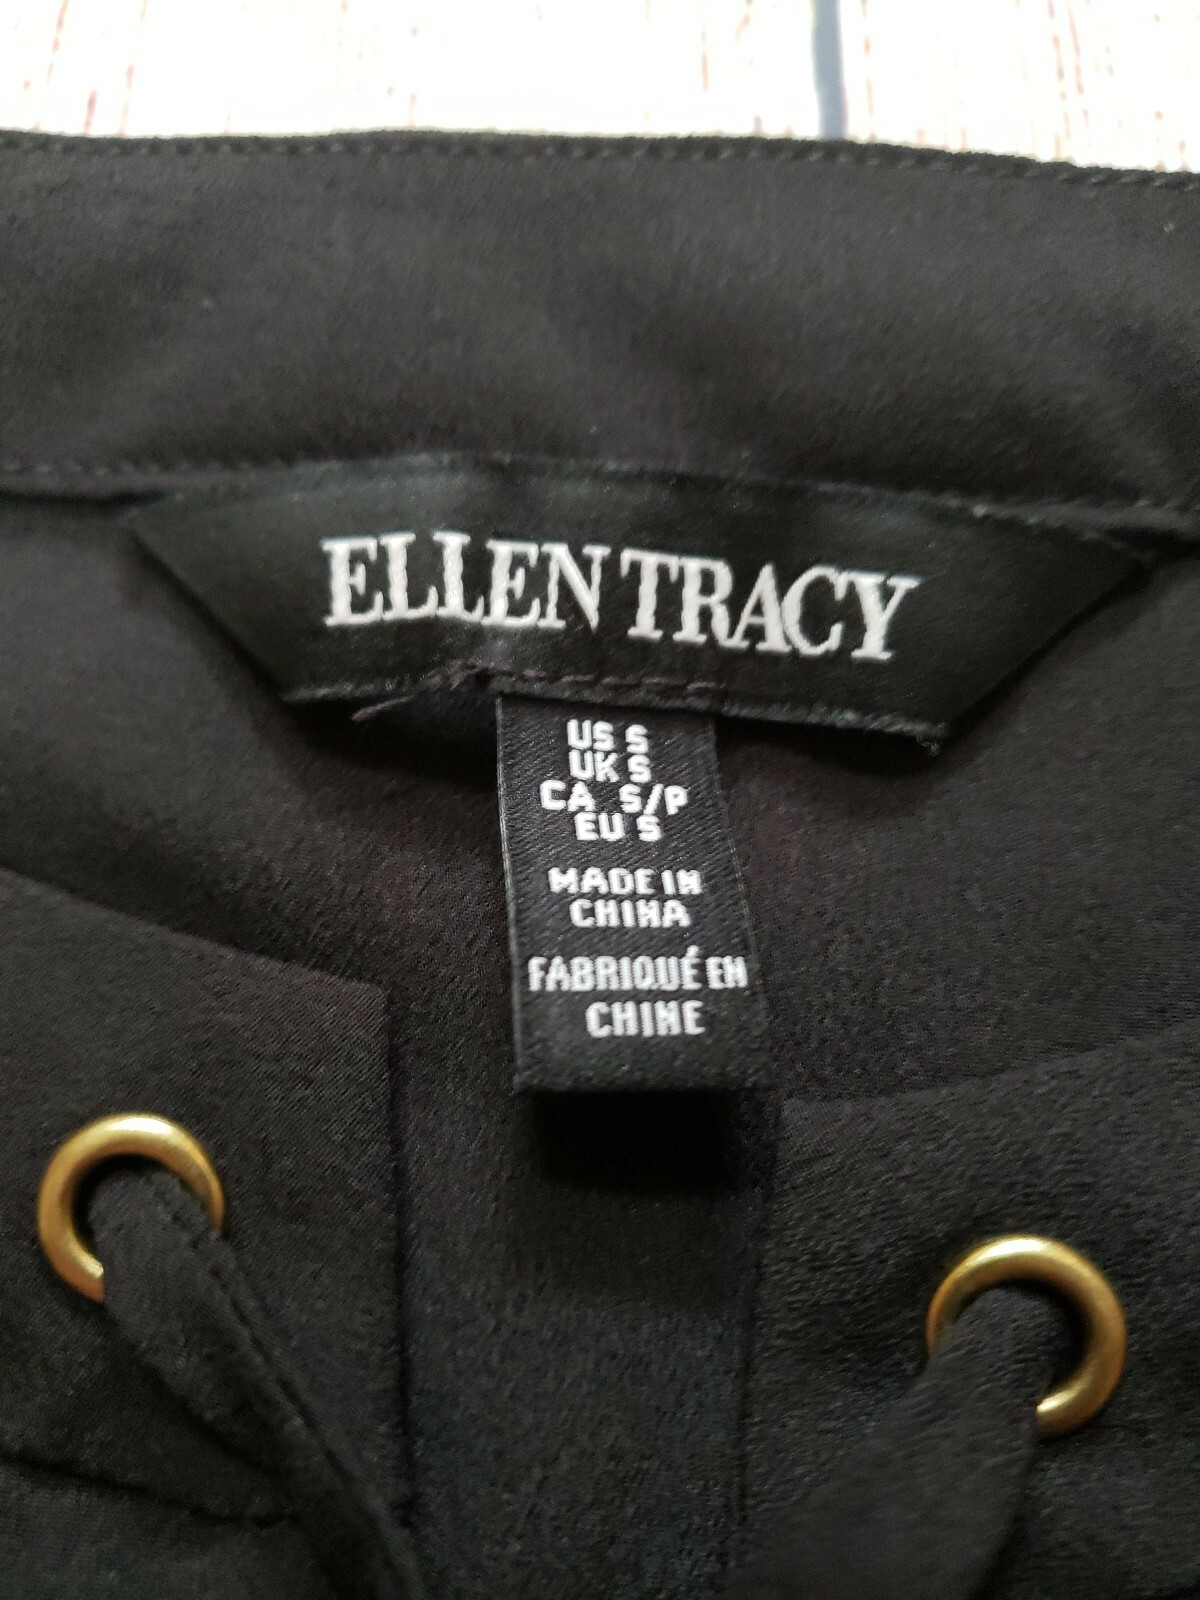 ELLEN TRACY
US S
UK S
CA S/P
EU S
MADE IN
CHINA
FABRIQUÉ EN
CHINE